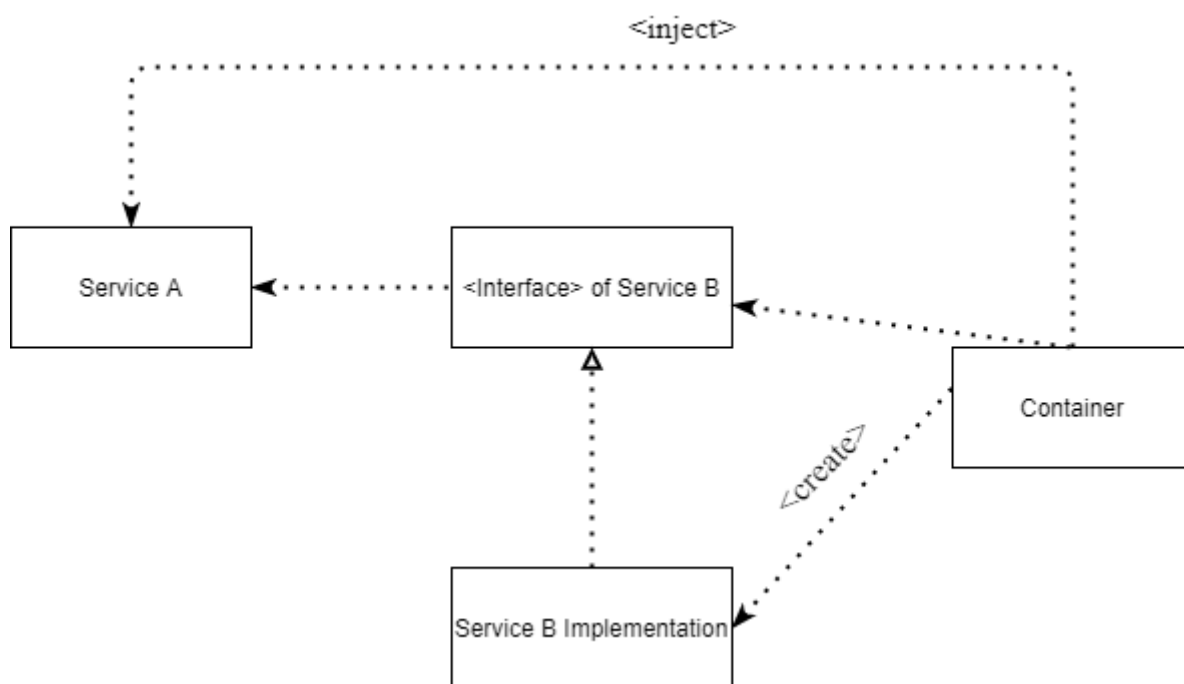 <inject>
Service A
<Interface> of Service B
Container
<create>
Service B Implementation